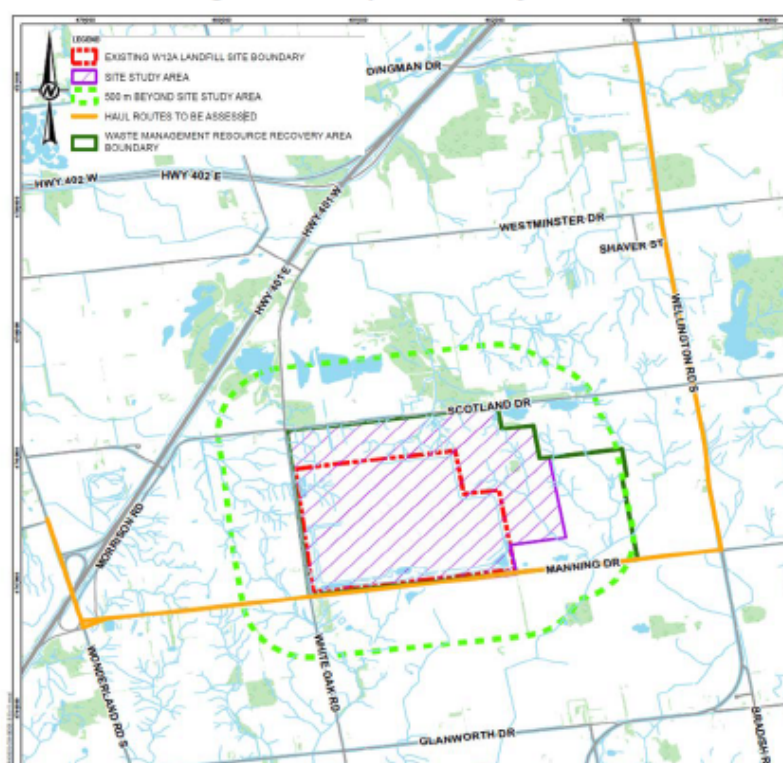 LEGEND
EXISTING W12A LANDFILL SITE BOUNDARY
SITE STUDY AREA
500 m BEYOND SITE STUDY AREA
HAUL ROUTES TO BE ASSESSED
WASTE MANAGEMENT RESOURCE RECOVERY AREA
BOUNDARY
N
DINGMAN DR
HWY 402 W
HWY 402 E
HWY 401 W
HWY 401 E
WESTMINSTER DR
SHAVER ST
WELLINGTON RD S
SCOTLAND DR
MORRISON RD
MANNING DR
WHITE OAK RD
WONDERLAND RD S
GLANWORTH DR